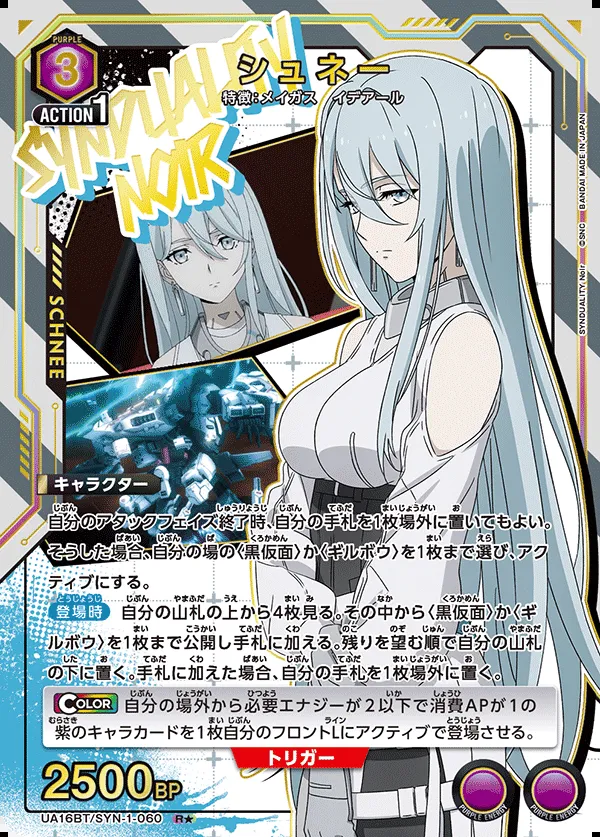 PURPLE
3
シュネー
特徴:メイガス イデアール
ACTION 1
SYNDUALITY
NOIR
SCHNEE
SYNDUALITY Noir ©SNC BANDAI MADE IN JAPAN
キャラクター
自分のアタックフェイズ終了時、自分の手札を1枚場外に置いてもよい。
そうした場合、自分の場の〈黒仮面〉か〈ギルボウ〉を1枚まで選び、アク
ティブにする。
登場時 自分の山札の上から4枚見る。その中から〈黒仮面〉か〈ギ
ルボウ〉を1枚まで公開し手札に加える。残りを望む順で自分の山札
の下に置く。手札に加えた場合、自分の手札を1枚場外に置く。
COLOR 自分の場外から必要エナジーが2以下で消費APが1の
紫のキャラカードを1枚自分のフロントLにアクティブで登場させる。
トリガー
2500BP
PURPLE ENERGY PURPLE ENERGY
UA16BT/SYN-1-060 R★